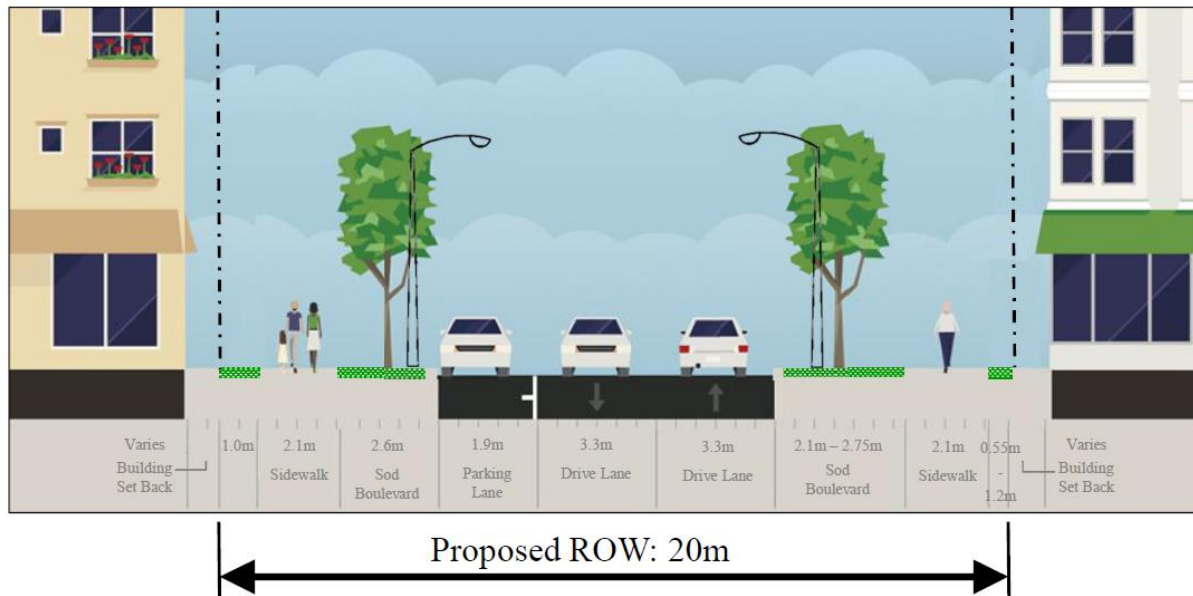 Varies
Building
Set Back
1.0m
2.1m
Sidewalk
2.6m
Sod
Boulevard
1.9m
Parking
Lane
3.3m
Drive Lane
3.3m
Drive Lane
2.1m – 2.75m
Sod
Boulevard
2.1m
Sidewalk
0.55m
-
1.2m
Varies
Building
Set Back
Proposed ROW: 20m